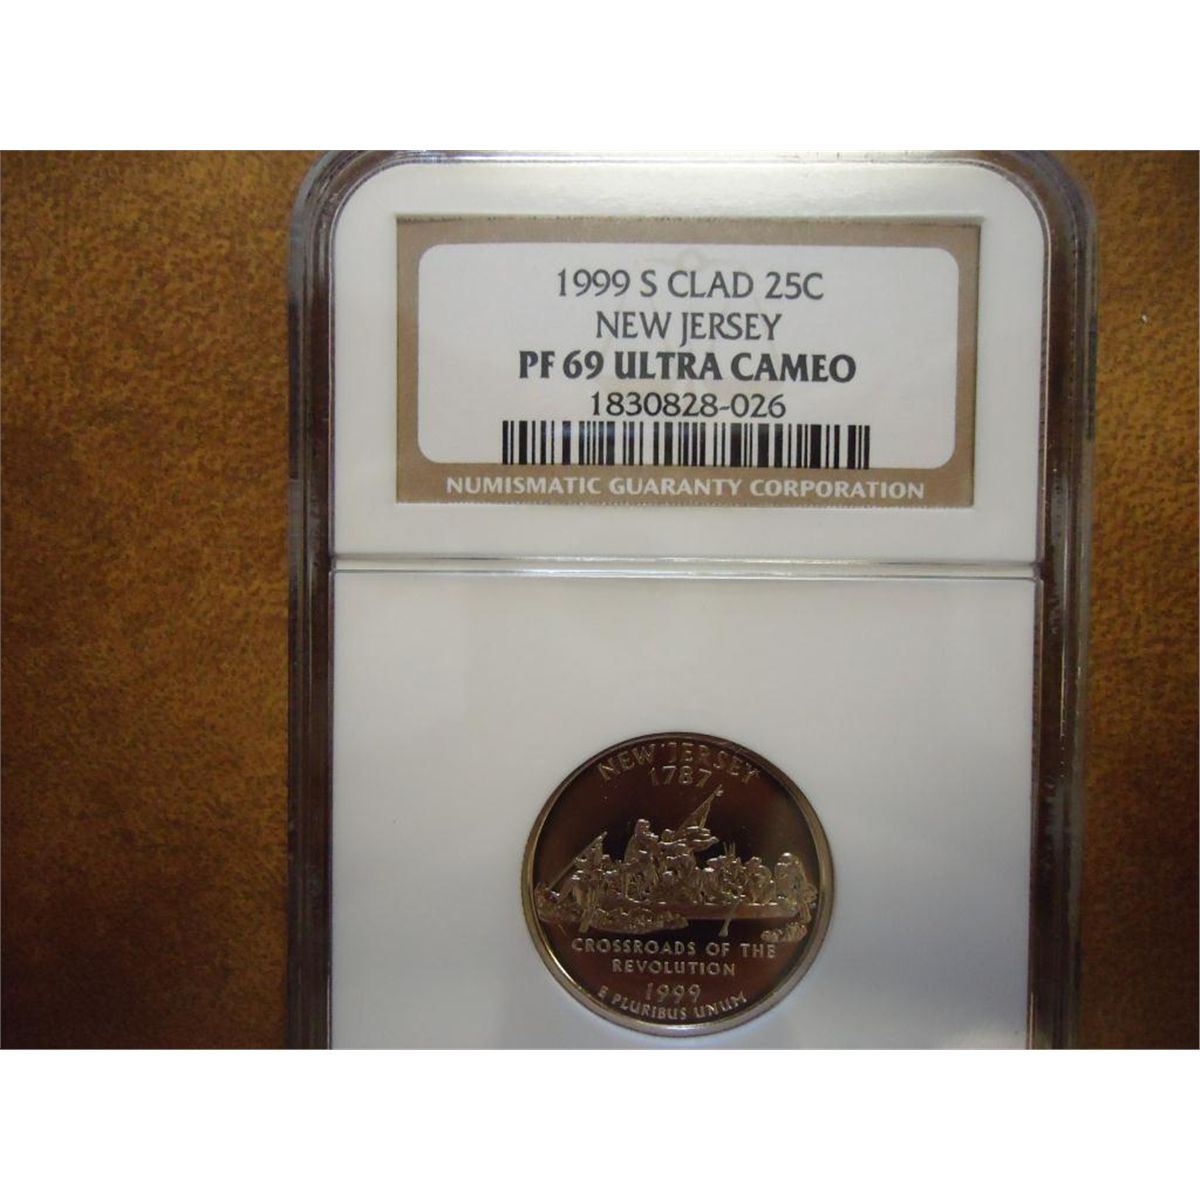 1999 S CLAD 25C
NEW JERSEY
PF 69 ULTRA CAMEO
1830828-026
NUMISMATIC GUARANTY CORPORATION
NEW JERSEY
1787
CROSSROADS OF THE
REVOLUTION
1999
E PLURIBUS UNUM